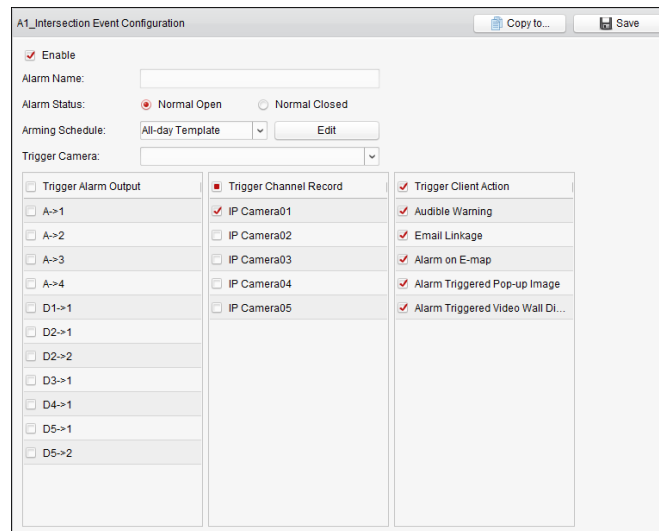 A1_Intersection Event Configuration
Copy to...
Save
Enable
Alarm Name:
Alarm Status: Normal Open Normal Closed
Arming Schedule: All-day Template Edit
Trigger Camera:
Trigger Alarm Output
A->1
A->2
A->3
A->4
D1->1
D2->1
D2->2
D3->1
D4->1
D5->1
D5->2
Trigger Channel Record
IP Camera01
IP Camera02
IP Camera03
IP Camera04
IP Camera05
Trigger Client Action
Audible Warning
Email Linkage
Alarm on E-map
Alarm Triggered Pop-up Image
Alarm Triggered Video Wall Di...